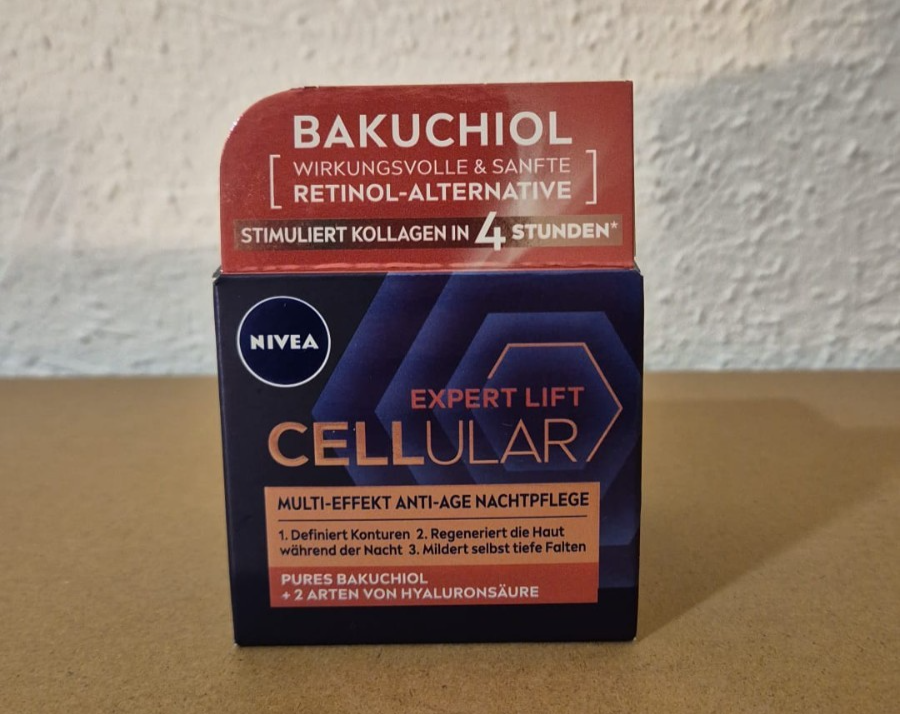 BAKUCHIOL
[WIRKUNGSVOLLE & SANFTE
RETINOL-ALTERNATIVE]
STIMULIERT KOLLAGEN IN 4 STUNDEN*
NIVEA
EXPERT LIFT
CELLULAR
MULTI-EFFEKT ANTI-AGE NACHTPFLEGE
1. Definiert Konturen 2. Regeneriert die Haut
während der Nacht 3. Mildert selbst tiefe Falten
PURES BAKUCHIOL
+ 2 ARTEN VON HYALURONSÄURE